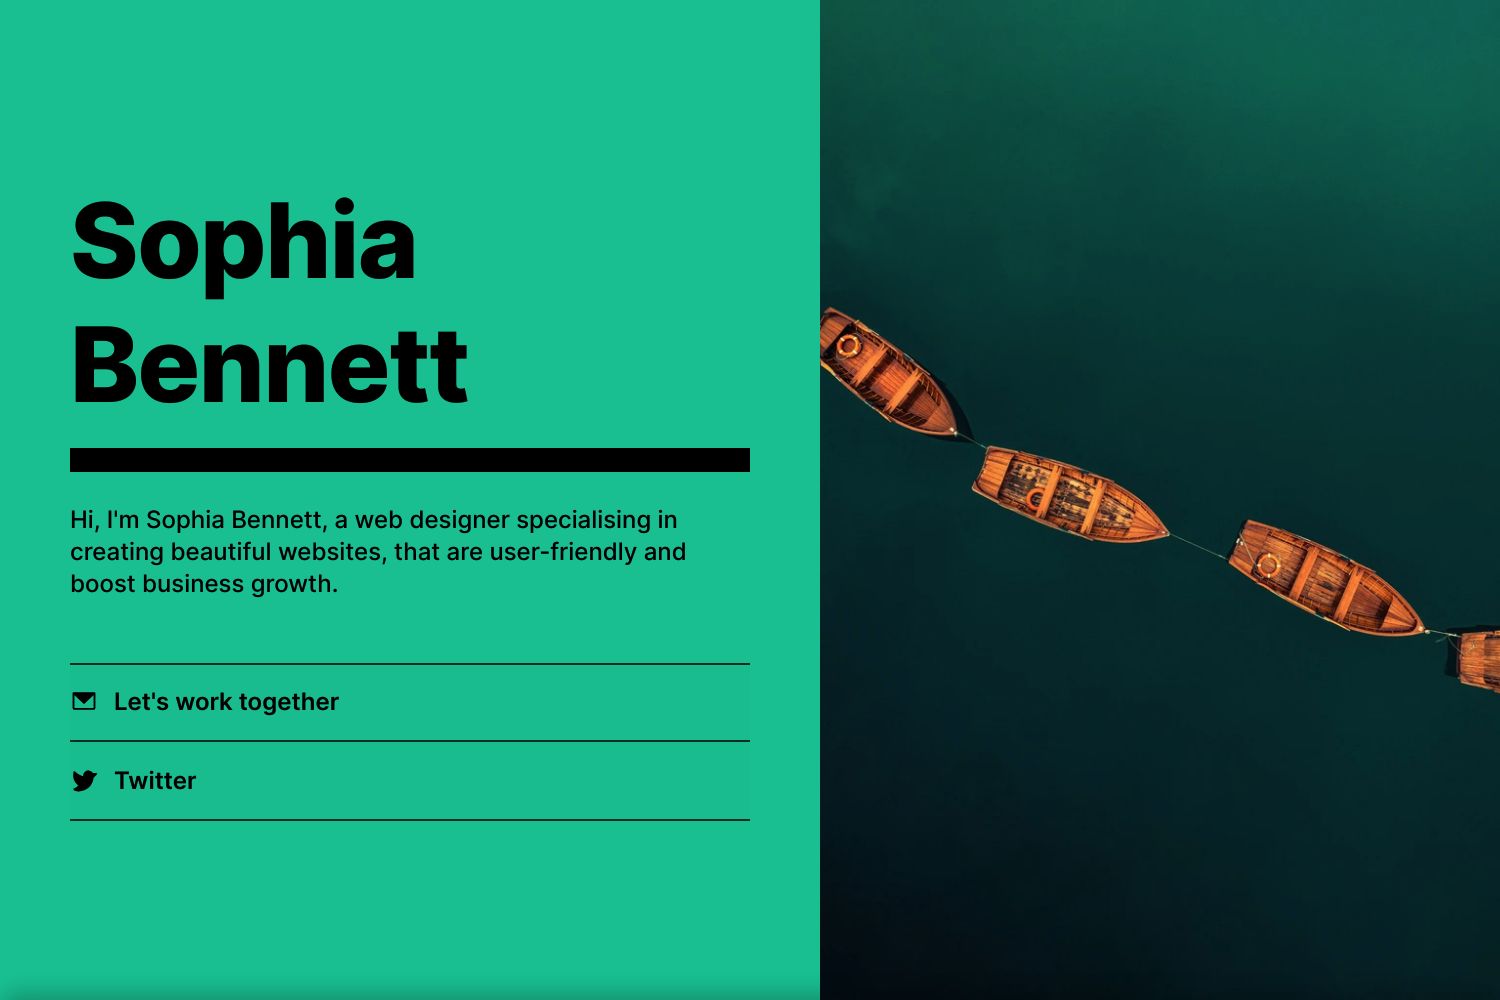 Sophia
Bennett
Hi, I'm Sophia Bennett, a web designer specialising in
creating beautiful websites, that are user-friendly and
boost business growth.
Let's work together
Twitter